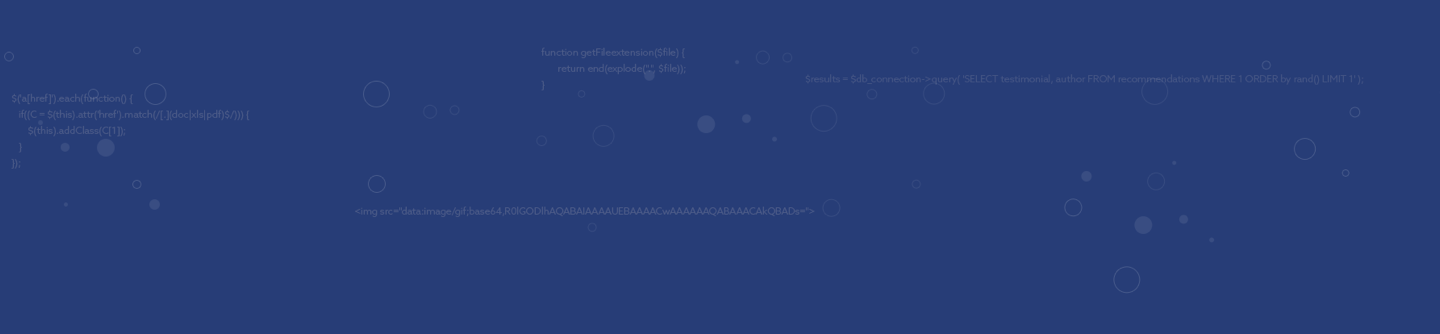 $('a[href]').each(function() {
if((C = $(this).attr('href').match(/[.](doc|xls|pdf)$/))) {
$(this).addClass(C[1]);
}
});
function getFileextension($file) {
return end(explode(".", $file));
}
$results = $db_connection->query( 'SELECT testimonial, author FROM recommendations WHERE 1 ORDER by rand() LIMIT 1' );
<img src="data:image/gif;base64,R0lGODlhAQABAIAAAAUEBAAAACwAAAAAAQABAAACAkQBADs=">